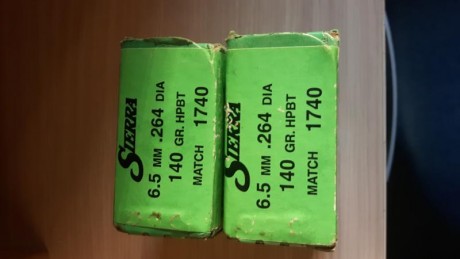 SIERRA
6.5 MM .264 DIA
140 GR. HPBT
MATCH 1740
SIERRA
6.5 MM .264 DIA
140 GR. HPBT
MATCH 1740